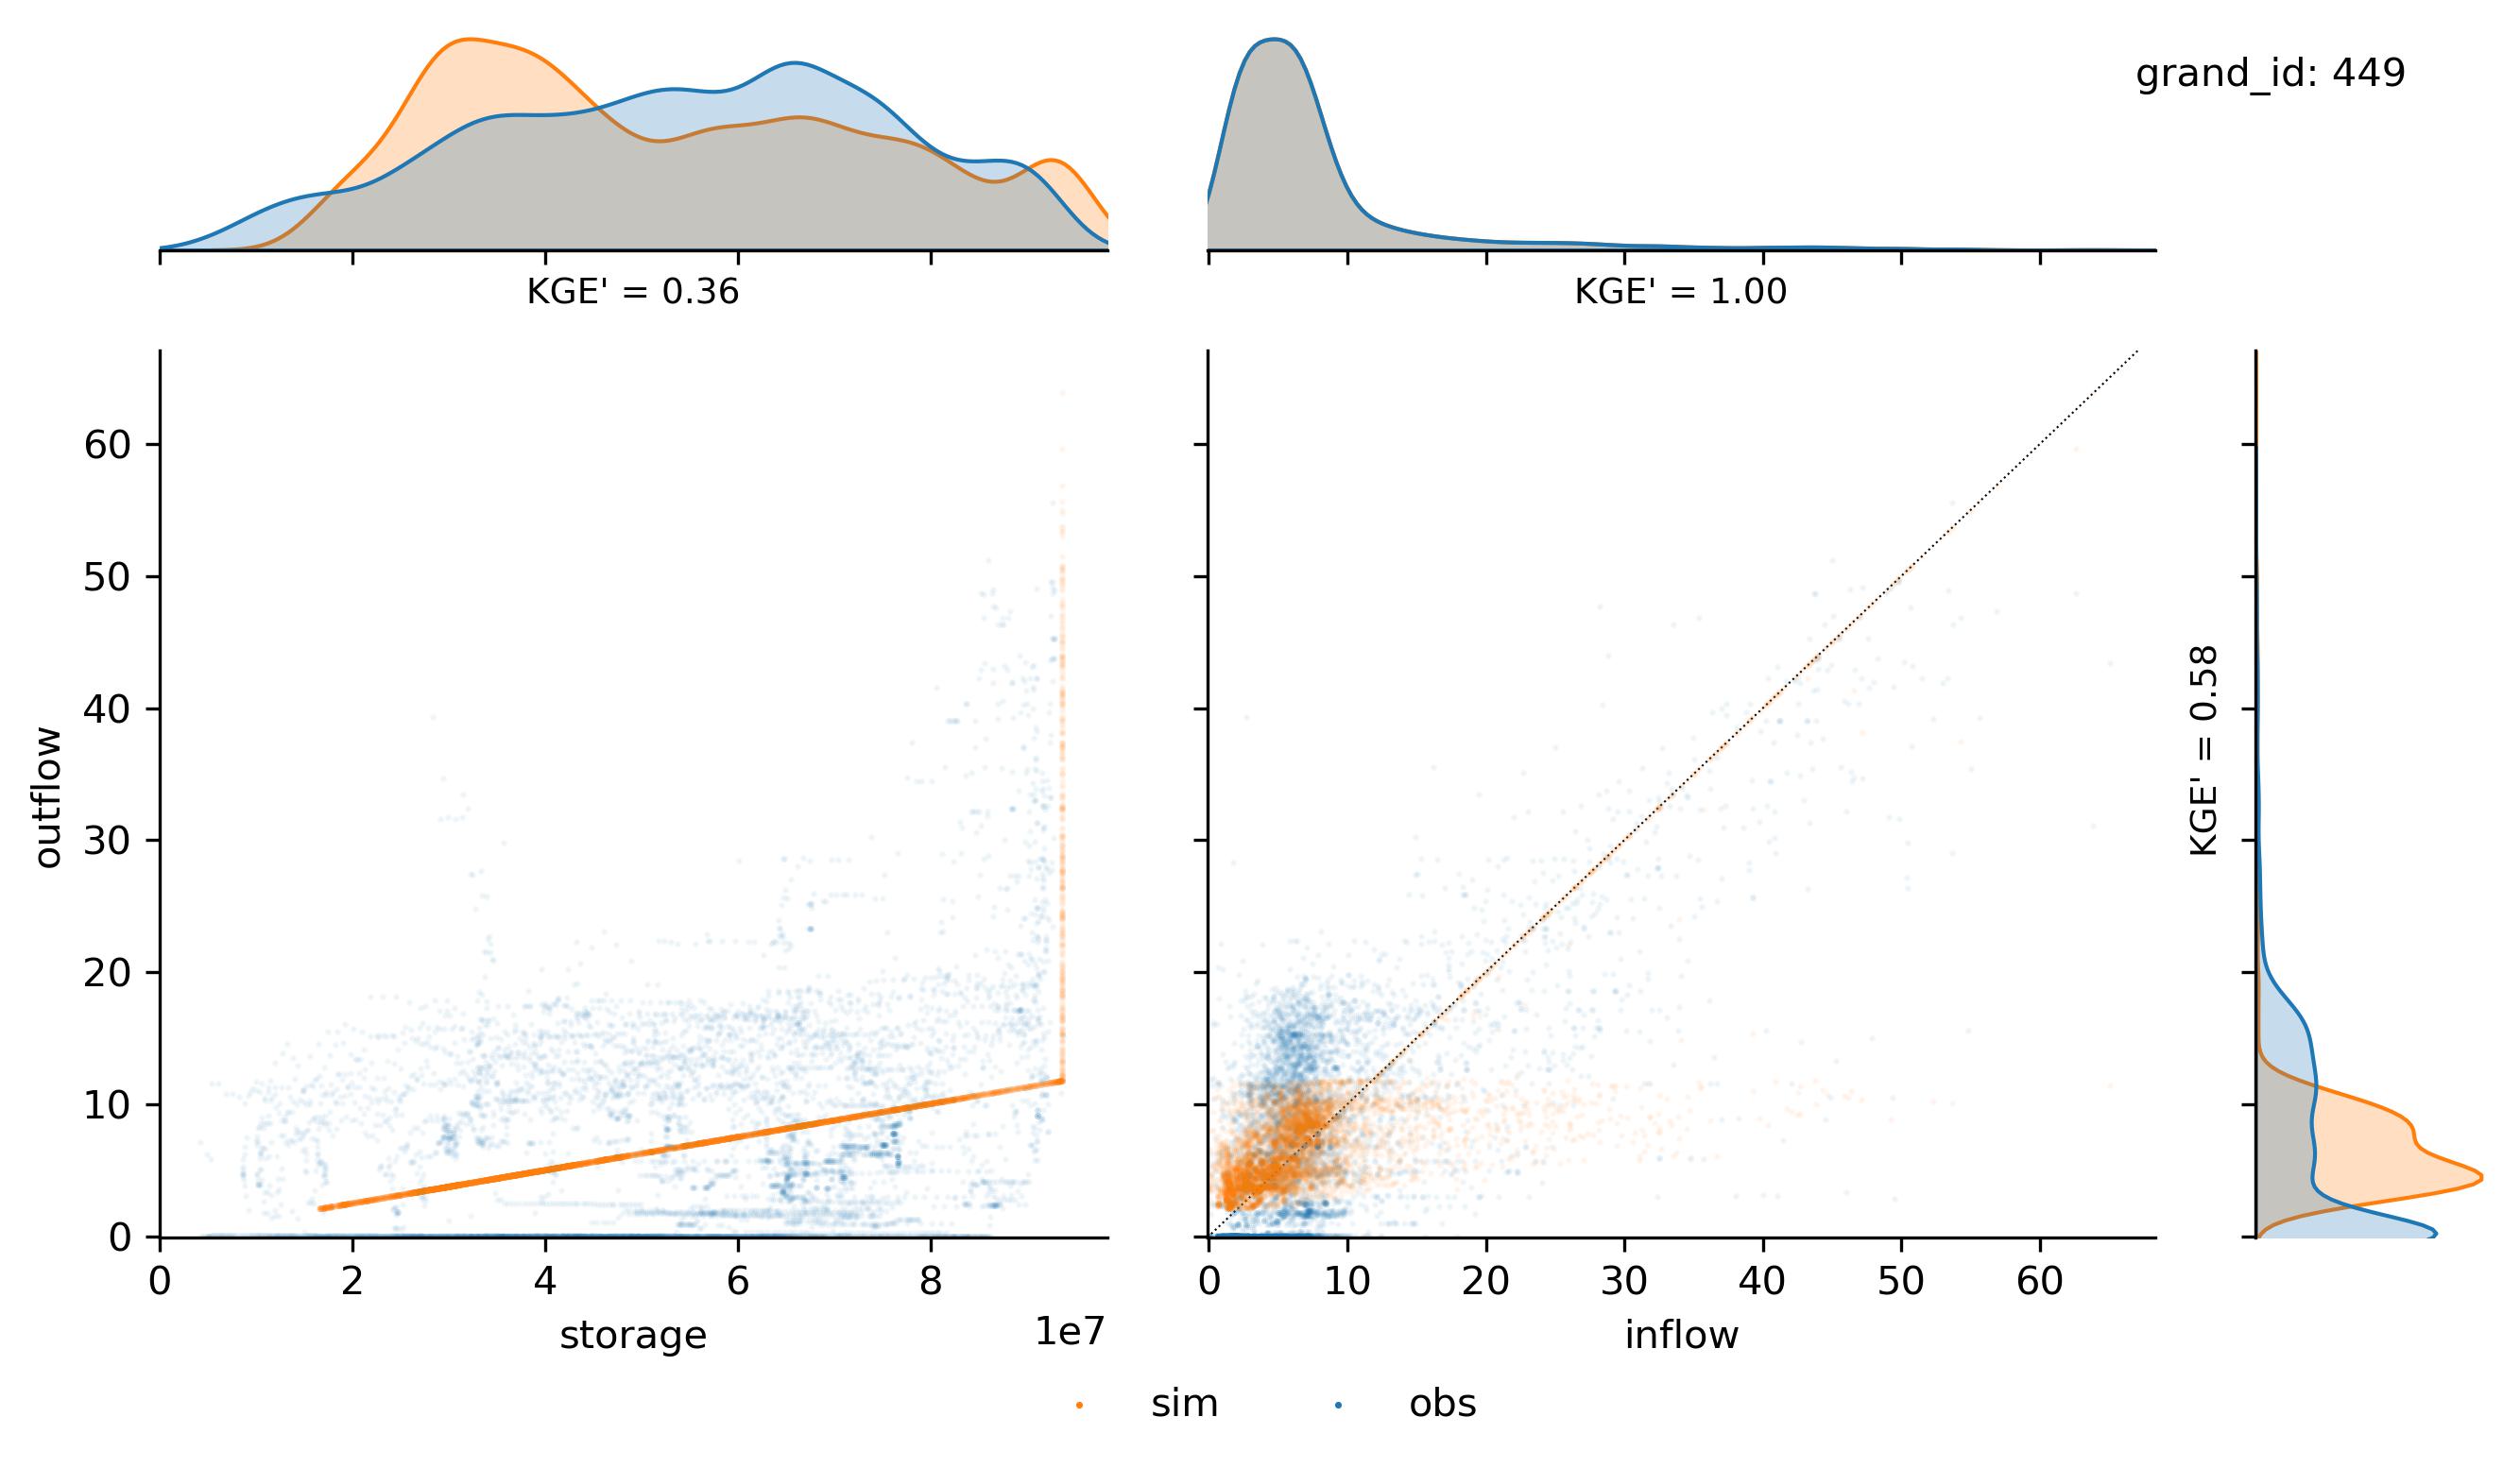 grand_id: 449
KGE' = 0.36
KGE' = 1.00
outflow
60
50
40
30
20
10
0
0 2 4 6 8
1e7
storage
0 10 20 30 40 50 60
inflow
KGE' = 0.58
sim obs